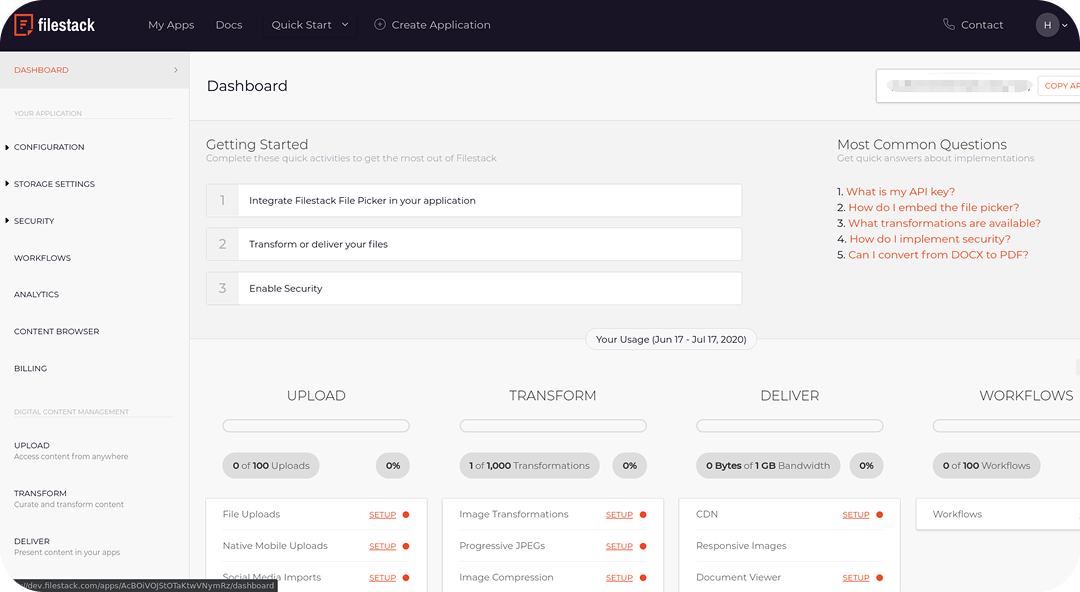 filestack
My Apps Docs Quick Start Create Application Contact H
DASHBOARD
YOUR APPLICATION
CONFIGURATION
STORAGE SETTINGS
SECURITY
WORKFLOWS
ANALYTICS
CONTENT BROWSER
BILLING
DIGITAL CONTENT MANAGEMENT
UPLOAD
Access content from anywhere
TRANSFORM
Curate and transform content
DELIVER
Present content in your apps
Dashboard
COPY AP
Getting Started
Complete these quick activities to get the most out of Filestack
1 Integrate Filestack File Picker in your application
2 Transform or deliver your files
3 Enable Security
Most Common Questions
Get quick answers about implementations
1. What is my API key?
2. How do I embed the file picker?
3. What transformations are available?
4. How do I implement security?
5. Can I convert from DOCX to PDF?
Your Usage (Jun 17 - Jul 17, 2020)
UPLOAD
0 of 100 Uploads 0%
File Uploads SETUP
Native Mobile Uploads SETUP
Social Media Imports SETUP
TRANSFORM
1 of 1,000 Transformations 0%
Image Transformations SETUP
Progressive JPEGs SETUP
Image Compression SETUP
DELIVER
0 Bytes of 1 GB Bandwidth 0%
CDN SETUP
Responsive Images
Document Viewer SETUP
WORKFLOWS
0 of 100 Workflows
Workflows
//dev.filestack.com/apps/AcBOiVOJStOTaKtwVNymRz/dashboard